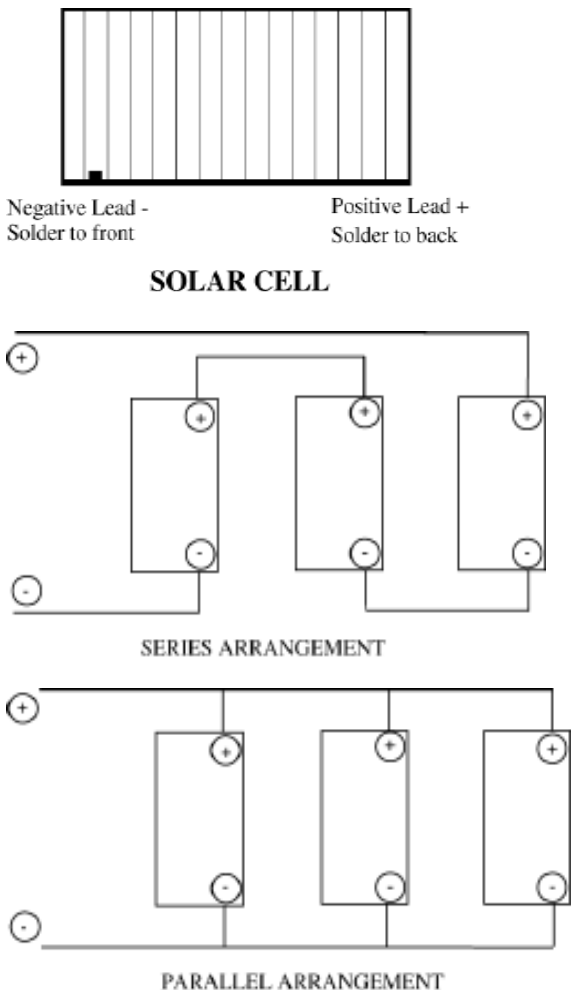 Negative Lead -
Solder to front
Positive Lead +
Solder to back
SOLAR CELL
+
+
+
+
-
-
-
-
SERIES ARRANGEMENT
+
+
+
+
-
-
-
-
PARALLEL ARRANGEMENT